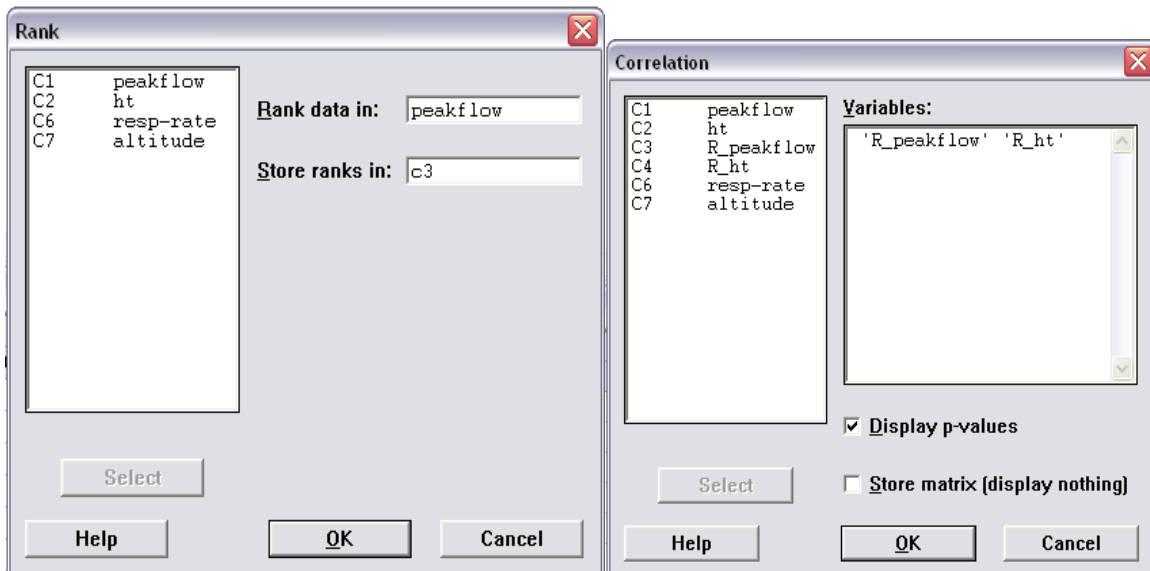 Rank
C1 peakflow
C2 ht
C6 resp-rate
C7 altitude
Rank data in: peakflow
Store ranks in: c3
Select
Help OK Cancel
Correlation
C1 peakflow
C2 ht
C3 R_peakflow
C4 R_ht
C6 resp-rate
C7 altitude
Variables:
'R_peakflow' 'R_ht'
Display p-values
Select
Store matrix (display nothing)
Help OK Cancel